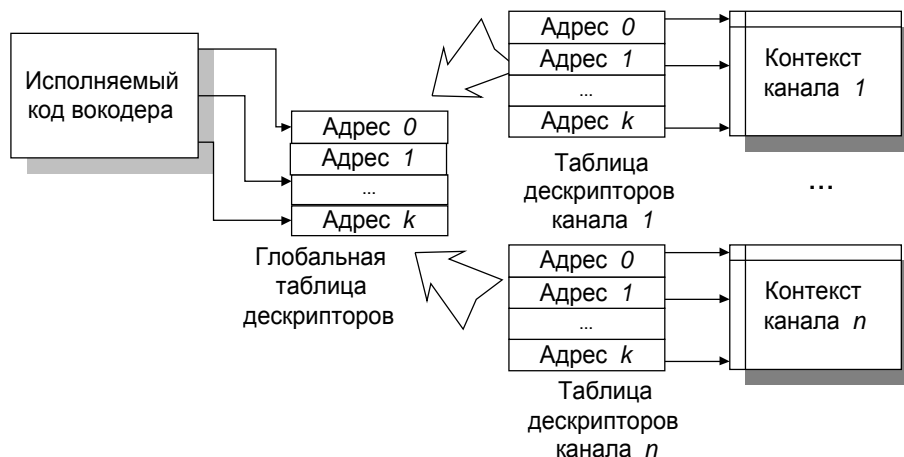 Исполняемый
код вокодера
Адрес 0
Адрес 1
...
Адрес k
Глобальная
таблица
дескрипторов
Адрес 0
Адрес 1
...
Адрес k
Таблица
дескрипторов
канала 1
Контекст
канала 1
...
Адрес 0
Адрес 1
...
Адрес k
Таблица
дескрипторов
канала n
Контекст
канала n